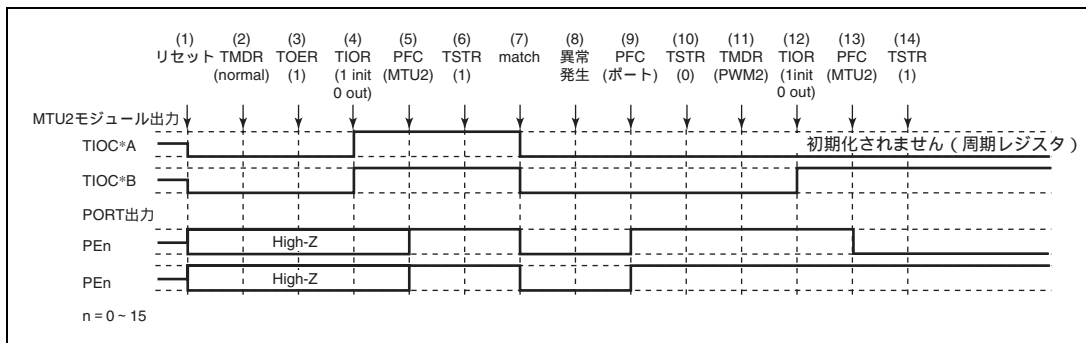 (1) (2) (3) (4) (5) (6) (7) (8) (9) (10) (11) (12) (13) (14)
リセット TMDR TOER TIOR PFC TSTR match 異常 PFC TSTR TMDR TIOR PFC TSTR
(normal) (1) (1 init (MTU2) (1) 発生 (ポート) (0) (PWM2) (1init (MTU2) (1)
0 out) 0 out)
MTU2モジュール出力
TIOC*A 初期化されません ( 周期レジスタ )
TIOC*B
PORT出力
PEn High-Z
PEn High-Z
n = 0 ~ 15